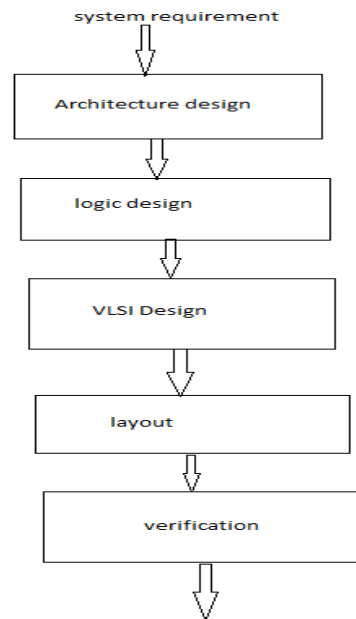 system requirement
Architecture design
logic design
VLSI Design
layout
verification